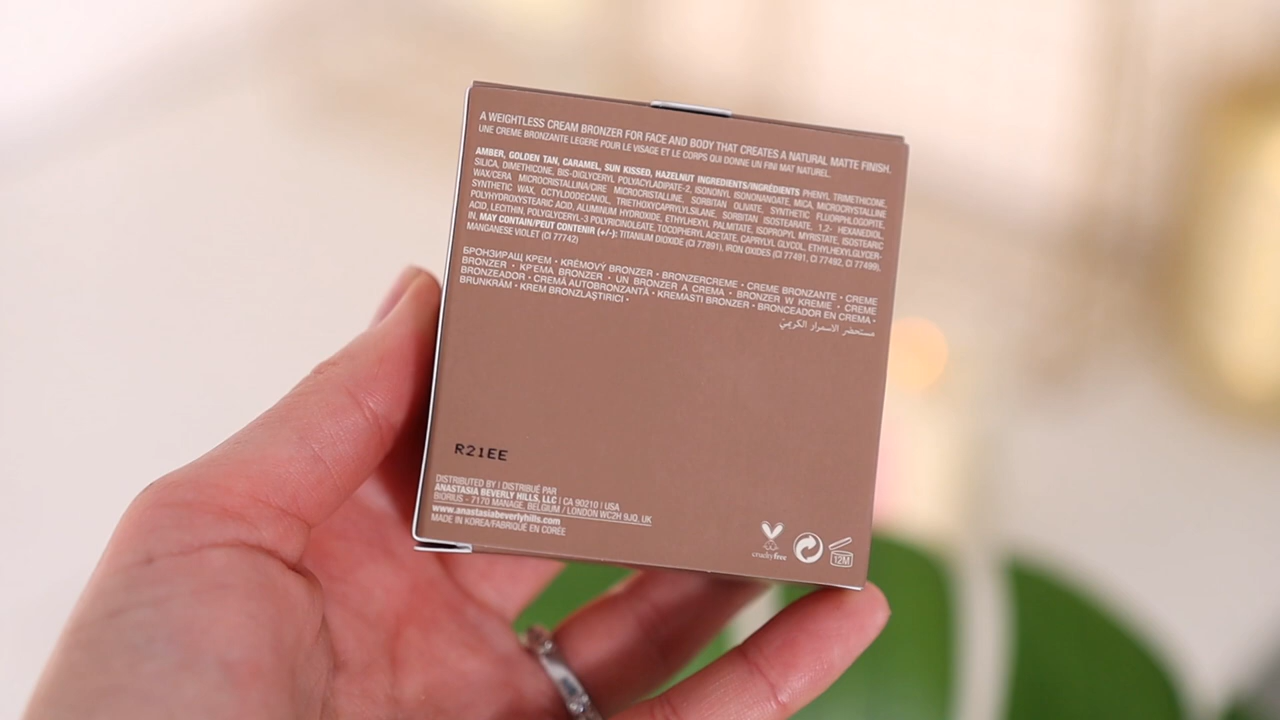 A WEIGHTLESS CREAM BRONZER FOR FACE AND BODY THAT CREATES A NATURAL MATTE FINISH.
UNE CREME BRONZANTE LEGERE POUR LE VISAGE ET LE CORPS QUI DONNE UN FINI MAT NATUREL.
AMBER, GOLDEN TAN, CARAMEL, SUN KISSED, HAZELNUT INGREDIENTS/INGRÉDIENTS PHENYL TRIMETHICONE,
SILICA, DIMETHICONE, BIS-DIGLYCERYL POLYACYLADIPATE-2, ISONONYL ISONONANOATE, MICA, MICROCRYSTALLINE
WAX/CERA MICROCRISTALLINA/CIRE MICROCRISTALLINE, SORBITAN OLIVATE, SYNTHETIC FLUORPHLOGOPITE,
SYNTHETIC WAX, OCTYLDODECANOL, TRIETHOXYCAPRYLYLSILANE, SORBITAN ISOSTEARATE, 1,2- HEXANEDIOL,
POLYHYDROXYSTEARIC ACID, ALUMINUM HYDROXIDE, ETHYLHEXYL PALMITATE, ISOPROPYL MYRISTATE, ISOSTEARIC
ACID, LECITHIN, POLYGLYCERYL-3 POLYRICINOLEATE, TOCOPHERYL ACETATE, CAPRYLYL GLYCOL, ETHYLHEXYLGLYCER-
IN, MAY CONTAIN/PEUT CONTENIR (+/-): TITANIUM DIOXIDE (CI 77891), IRON OXIDES (CI 77491, CI 77492, CI 77499),
MANGANESE VIOLET (CI 77742)
БРОНЗИРАЩ КРЕМ • KRÉMOVÝ BRONZER • BRONZERCREME • CREME BRONZANTE • CREME
BRONZER • ΚΡ'ΕΜΑ BRONZER • UN BRONZER A CREMA • BRONZER W KREMIE • CREME
BRONZEADOR • CREMĂ AUTOBRONZANTĂ • KREMASTI BRONZER • BRONCEADOR EN CREMA •
BRUNKRÄM • KREM BRONZLAŞTIRICI •
مستحضر الاسمرار الكريميّ
R21EE
DISTRIBUTED BY | DISTRIBUÉ PAR
ANASTASIA BEVERLY HILLS, LLC | CA 90210 | USA
BIORIUS - 7170 MANAGE, BELGIUM / LONDON WC2H 9JQ, UK
www.anastasiabeverlyhills.com
MADE IN KOREA/FABRIQUÉ EN CORÉE
crueltyfree
12M